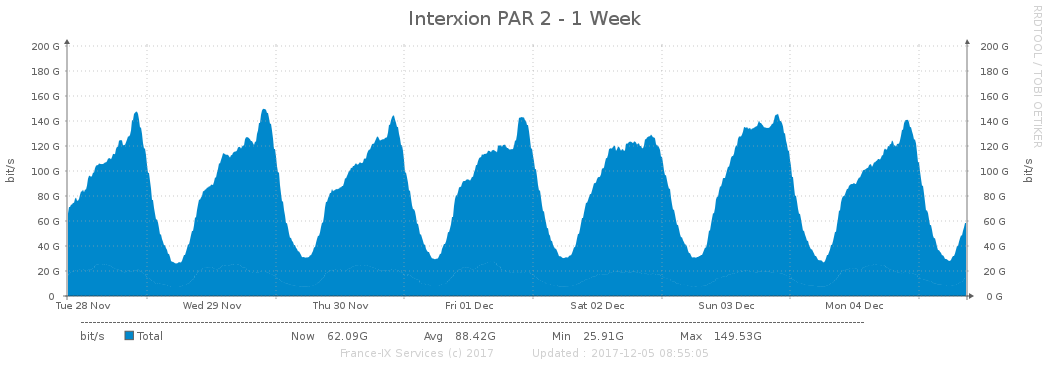 Interxion PAR 2 - 1 Week
RRDTOOL / TOBI OETIKER
200 G 200 G
180 G 180 G
160 G 160 G
140 G 140 G
120 G 120 G
100 G 100 G
80 G 80 G
60 G 60 G
40 G 40 G
20 G 20 G
0 0 G
bit/s bit/s
Tue 28 Nov Wed 29 Nov Thu 30 Nov Fri 01 Dec Sat 02 Dec Sun 03 Dec Mon 04 Dec
bit/s Total Now 62.09G Avg 88.42G Min 25.91G Max 149.53G
France-IX Services (c) 2017 Updated : 2017-12-05 08:55:05